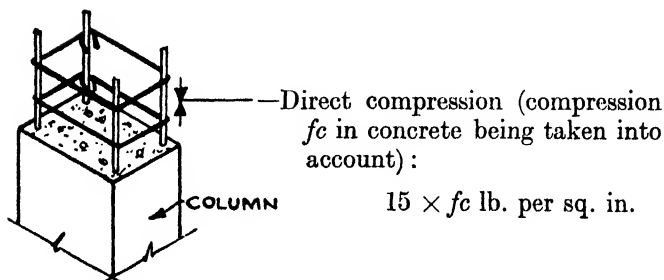 Direct compression (compression
fc in concrete being taken into
account) :
15 × fc lb. per sq. in.
COLUMN